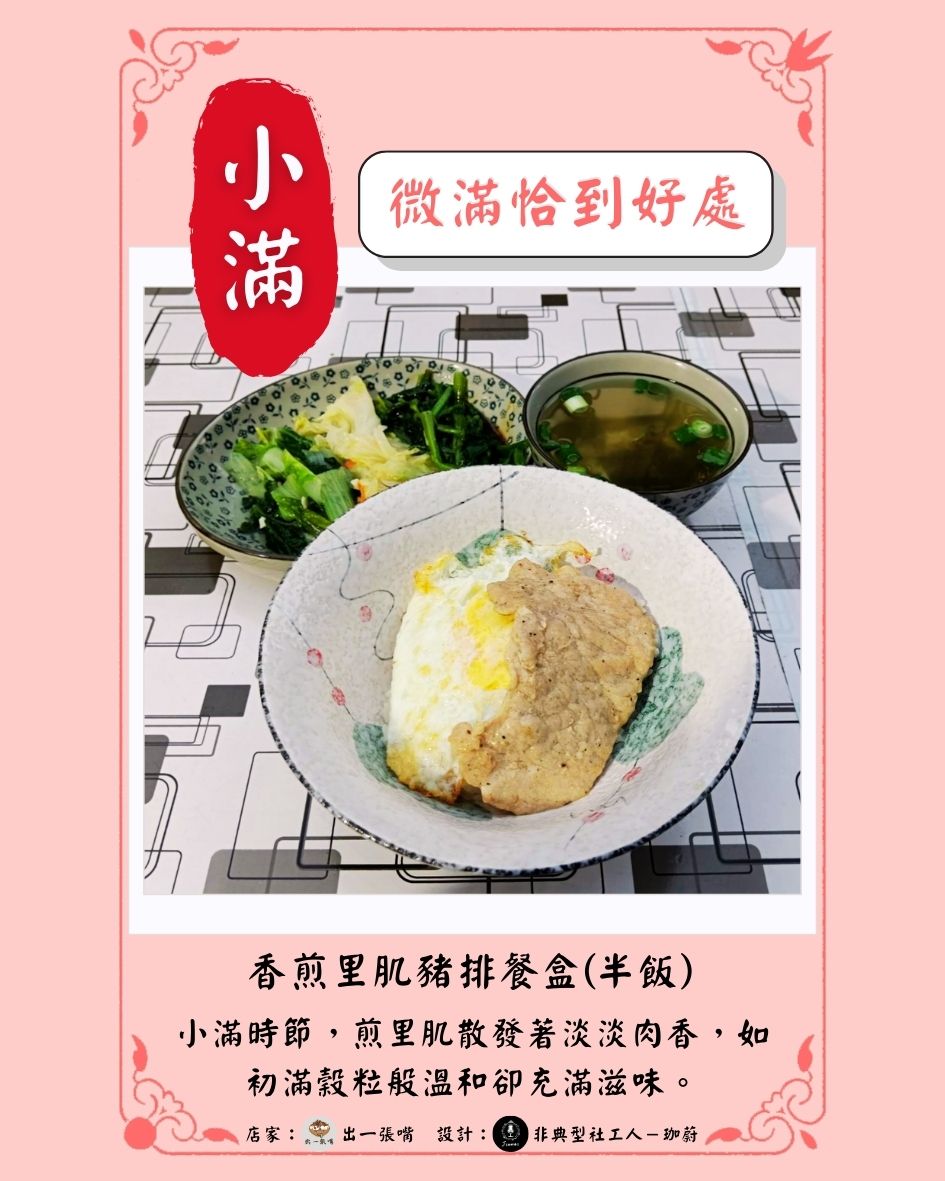 小滿
微滿恰到好處
香煎里肌豬排餐盒(半飯)
小滿時節，煎里肌散發著淡淡肉香，如
初滿穀粒般溫和卻充滿滋味。
店家：出一張嘴 設計：非典型社工人－珈蔚